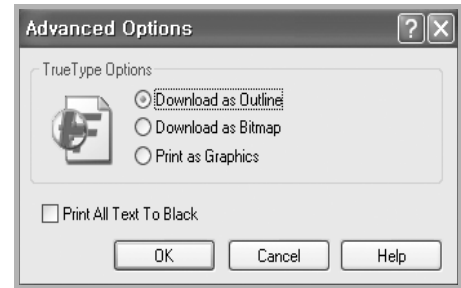 Advanced Options
TrueType Options
Download as Outline
Download as Bitmap
Print as Graphics
Print All Text To Black
OK Cancel Help